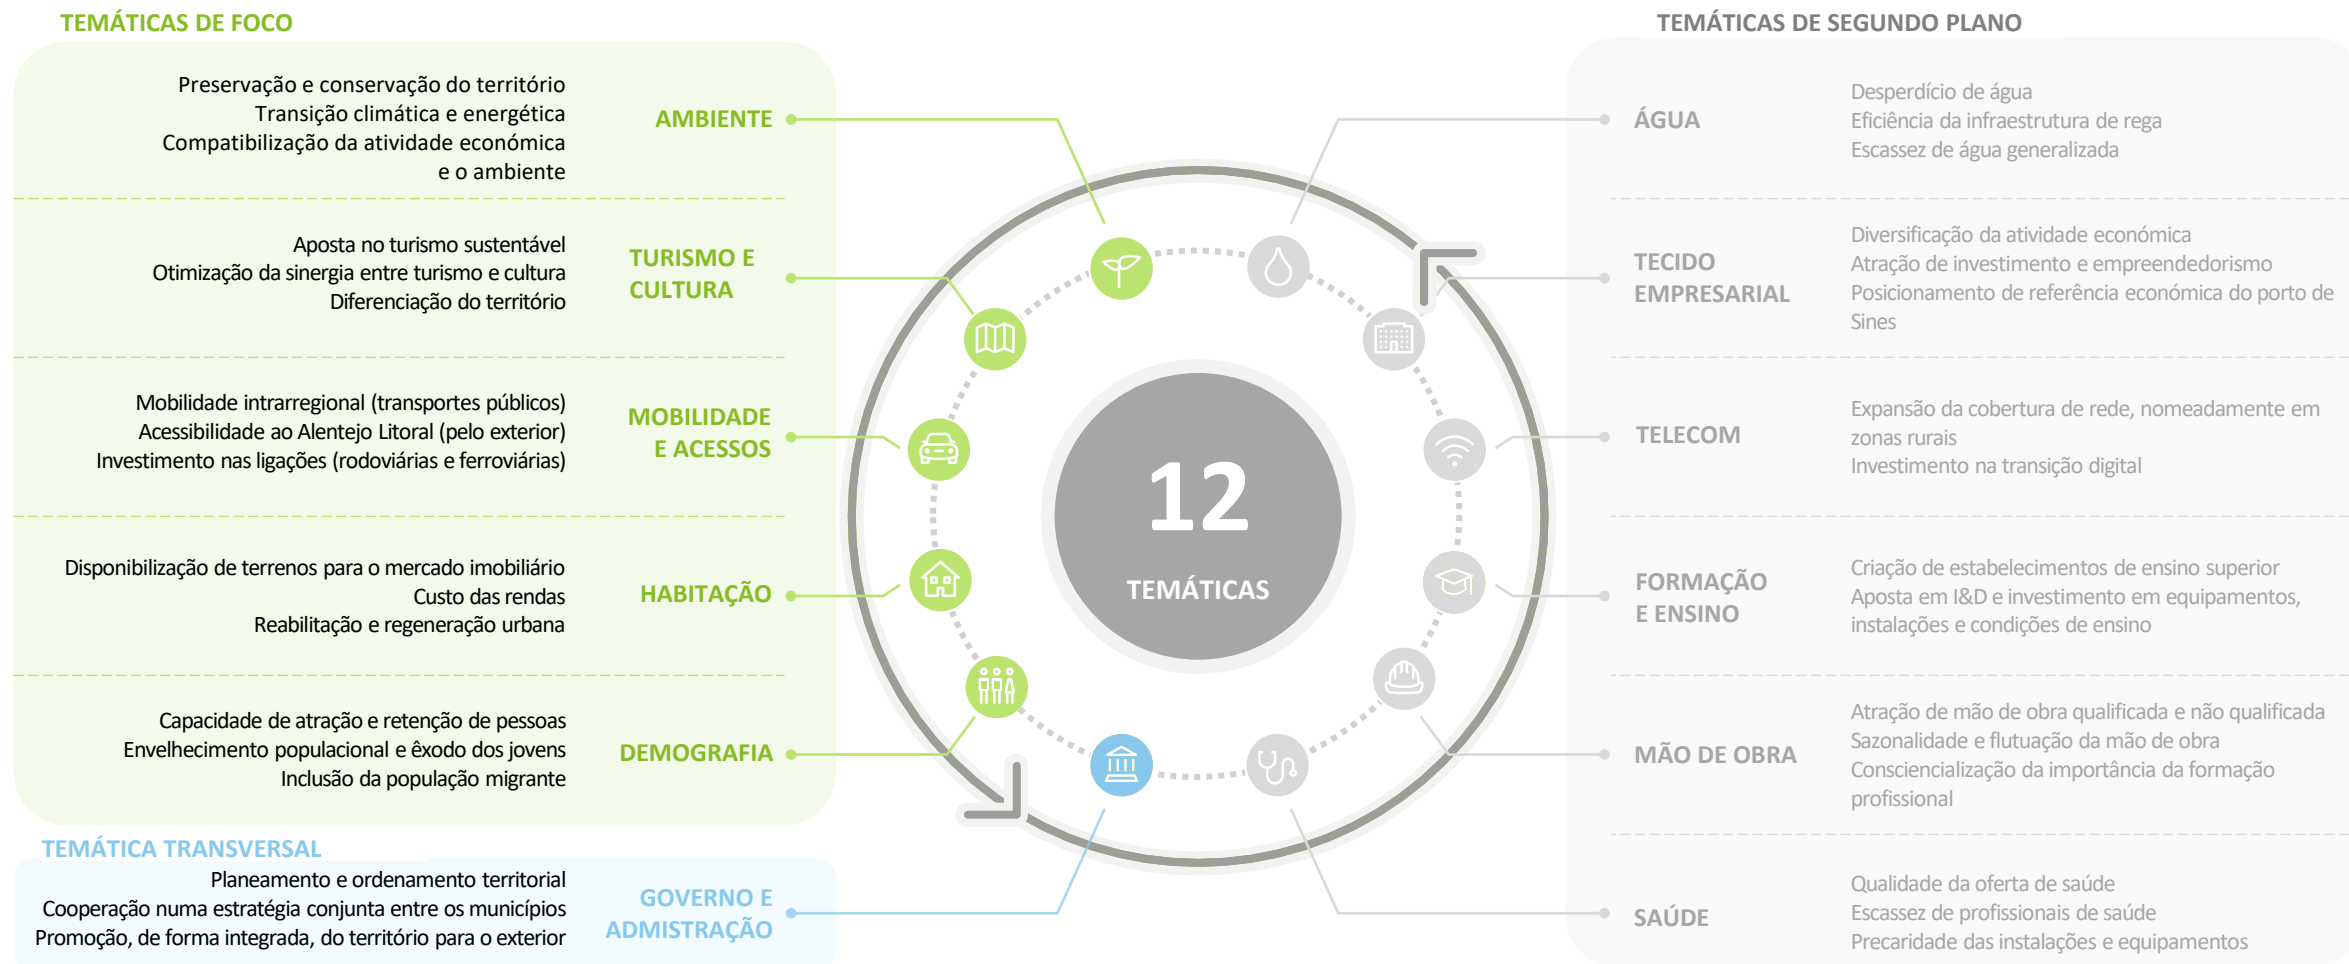 TEMÁTICAS DE FOCO
Preservação e conservação do território
Transição climática e energética
Compatibilização da atividade económica
e o ambiente
AMBIENTE
Aposta no turismo sustentável
Otimização da sinergia entre turismo e cultura
Diferenciação do território
TURISMO E
CULTURA
Mobilidade intrarregional (transportes públicos)
Acessibilidade ao Alentejo Litoral (pelo exterior)
Investimento nas ligações (rodoviárias e ferroviárias)
MOBILIDADE
E ACESSOS
Disponibilização de terrenos para o mercado imobiliário
Custo das rendas
Reabilitação e regeneração urbana
HABITAÇÃO
Capacidade de atração e retenção de pessoas
Envelhecimento populacional e êxodo dos jovens
Inclusão da população migrante
DEMOGRAFIA
TEMÁTICA TRANSVERSAL
Planeamento e ordenamento territorial
Cooperação numa estratégia conjunta entre os municípios
Promoção, de forma integrada, do território para o exterior
GOVERNO E
ADMISTRAÇÃO
12
TEMÁTICAS
TEMÁTICAS DE SEGUNDO PLANO
ÁGUA
Desperdício de água
Eficiência da infraestrutura de rega
Escassez de água generalizada
TECIDO
EMPRESARIAL
Diversificação da atividade económica
Atração de investimento e empreendedorismo
Posicionamento de referência económica do porto de
Sines
TELECOM
Expansão da cobertura de rede, nomeadamente em
zonas rurais
Investimento na transição digital
FORMAÇÃO
E ENSINO
Criação de estabelecimentos de ensino superior
Aposta em I&D e investimento em equipamentos,
instalações e condições de ensino
MÃO DE OBRA
Atração de mão de obra qualificada e não qualificada
Sazonalidade e flutuação da mão de obra
Consciencialização da importância da formação
profissional
SAÚDE
Qualidade da oferta de saúde
Escassez de profissionais de saúde
Precaridade das instalações e equipamentos